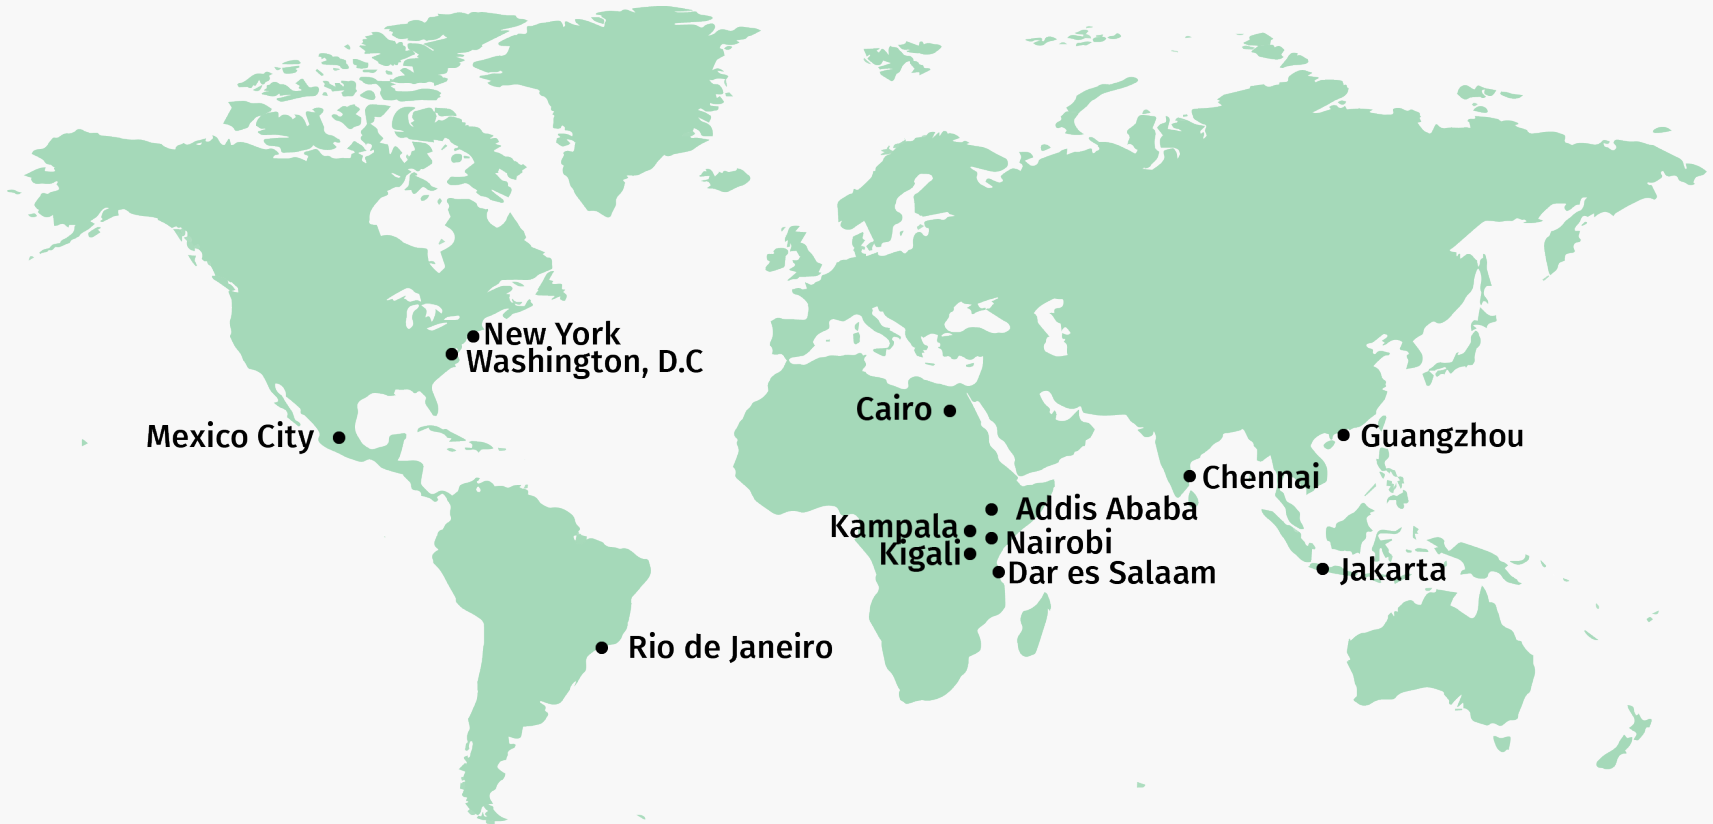 New York
Washington, D.C
Cairo
Mexico City
Guangzhou
Chennai
Addis Ababa
Kampala
Nairobi
Kigali
Dar es Salaam
Jakarta
Rio de Janeiro